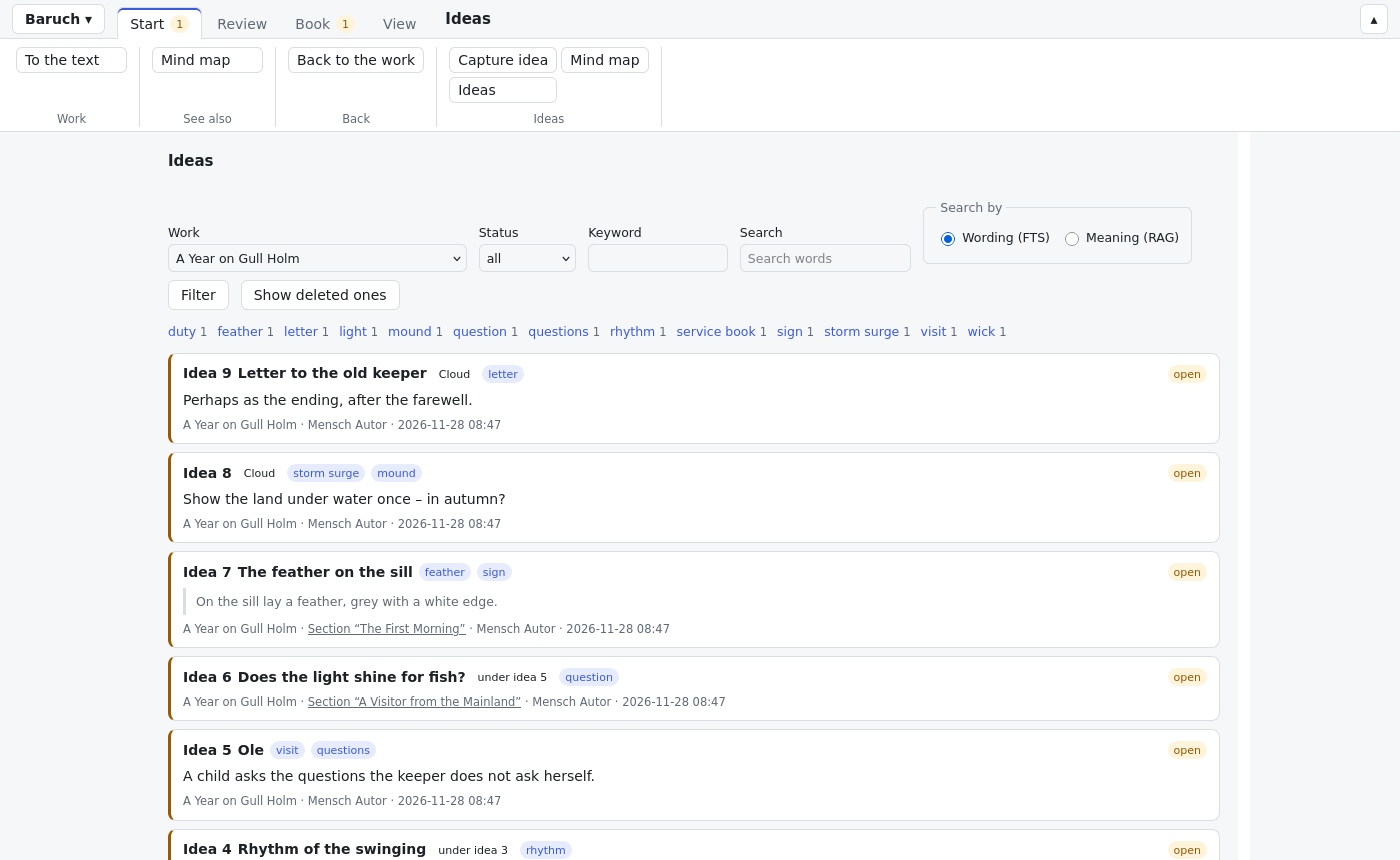 Baruch ▾ Start 1 Review Book 1 View Ideas ▲
To the text Mind map Back to the work Capture idea Mind map
Ideas
Work See also Back Ideas
Ideas
Search by
Work Status Keyword Search
Wording (FTS) Meaning (RAG)
A Year on Gull Holm all Search words
Filter Show deleted ones
duty 1 feather 1 letter 1 light 1 mound 1 question 1 questions 1 rhythm 1 service book 1 sign 1 storm surge 1 visit 1 wick 1
Idea 9 Letter to the old keeper Cloud letter open
Perhaps as the ending, after the farewell.
A Year on Gull Holm · Mensch Autor · 2026-11-28 08:47
Idea 8 Cloud storm surge mound open
Show the land under water once – in autumn?
A Year on Gull Holm · Mensch Autor · 2026-11-28 08:47
Idea 7 The feather on the sill feather sign open
On the sill lay a feather, grey with a white edge.
A Year on Gull Holm · Section “The First Morning” · Mensch Autor · 2026-11-28 08:47
Idea 6 Does the light shine for fish? under idea 5 question open
A Year on Gull Holm · Section “A Visitor from the Mainland” · Mensch Autor · 2026-11-28 08:47
Idea 5 Ole visit questions open
A child asks the questions the keeper does not ask herself.
A Year on Gull Holm · Mensch Autor · 2026-11-28 08:47
Idea 4 Rhythm of the swinging under idea 3 rhythm open